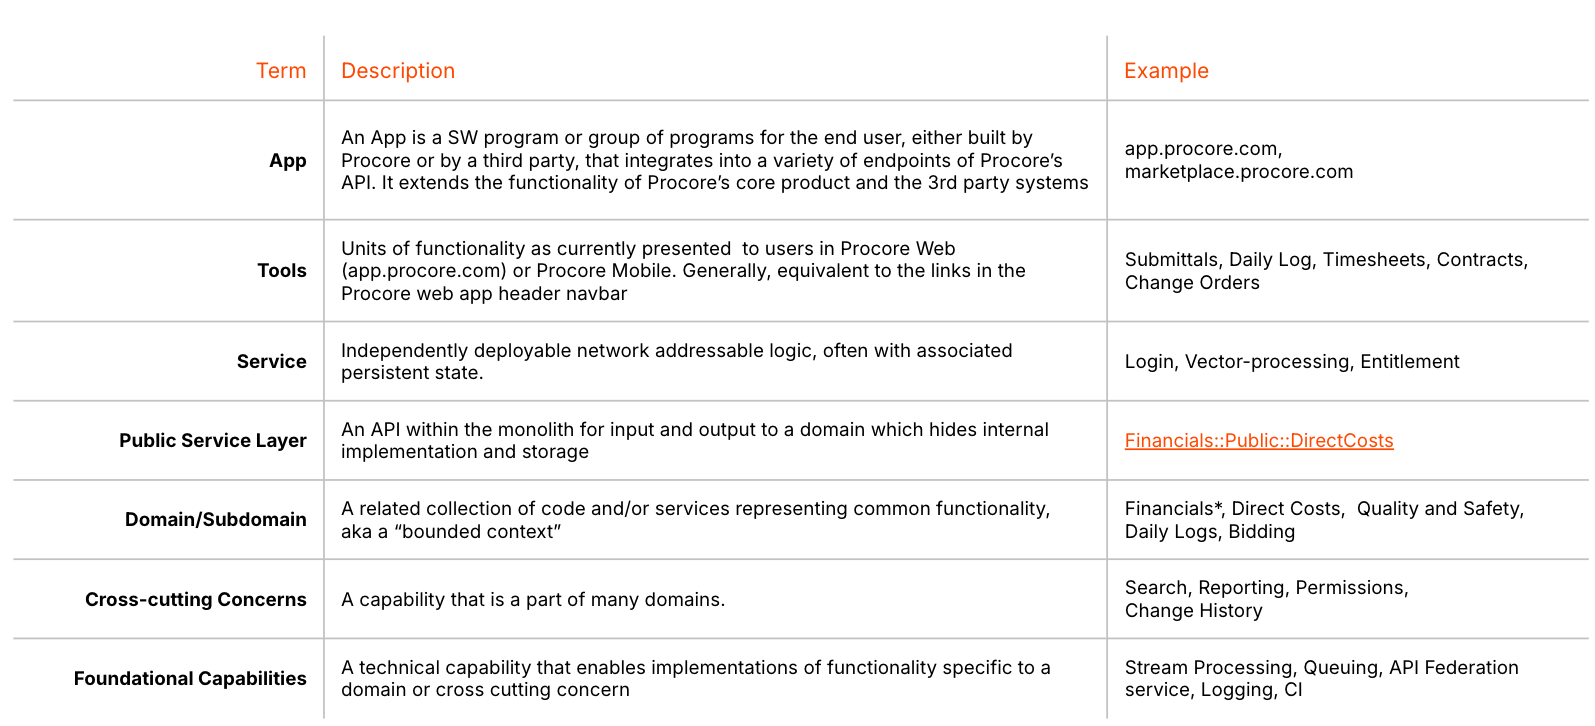 Term
Description
Example
App
An App is a SW program or group of programs for the end user, either built by
Procore or by a third party, that integrates into a variety of endpoints of Procore’s
API. It extends the functionality of Procore’s core product and the 3rd party systems
app.procore.com,
marketplace.procore.com
Tools
Units of functionality as currently presented  to users in Procore Web
(app.procore.com) or Procore Mobile. Generally, equivalent to the links in the
Procore web app header navbar
Submittals, Daily Log, Timesheets, Contracts,
Change Orders
Service
Independently deployable network addressable logic, often with associated
persistent state.
Login, Vector-processing, Entitlement
Public Service Layer
An API within the monolith for input and output to a domain which hides internal
implementation and storage
Financials::Public::DirectCosts
Domain/Subdomain
A related collection of code and/or services representing common functionality,
aka a “bounded context”
Financials*, Direct Costs,  Quality and Safety,
Daily Logs, Bidding
Cross-cutting Concerns
A capability that is a part of many domains.
Search, Reporting, Permissions,
Change History
Foundational Capabilities
A technical capability that enables implementations of functionality specific to a
domain or cross cutting concern
Stream Processing, Queuing, API Federation
service, Logging, CI